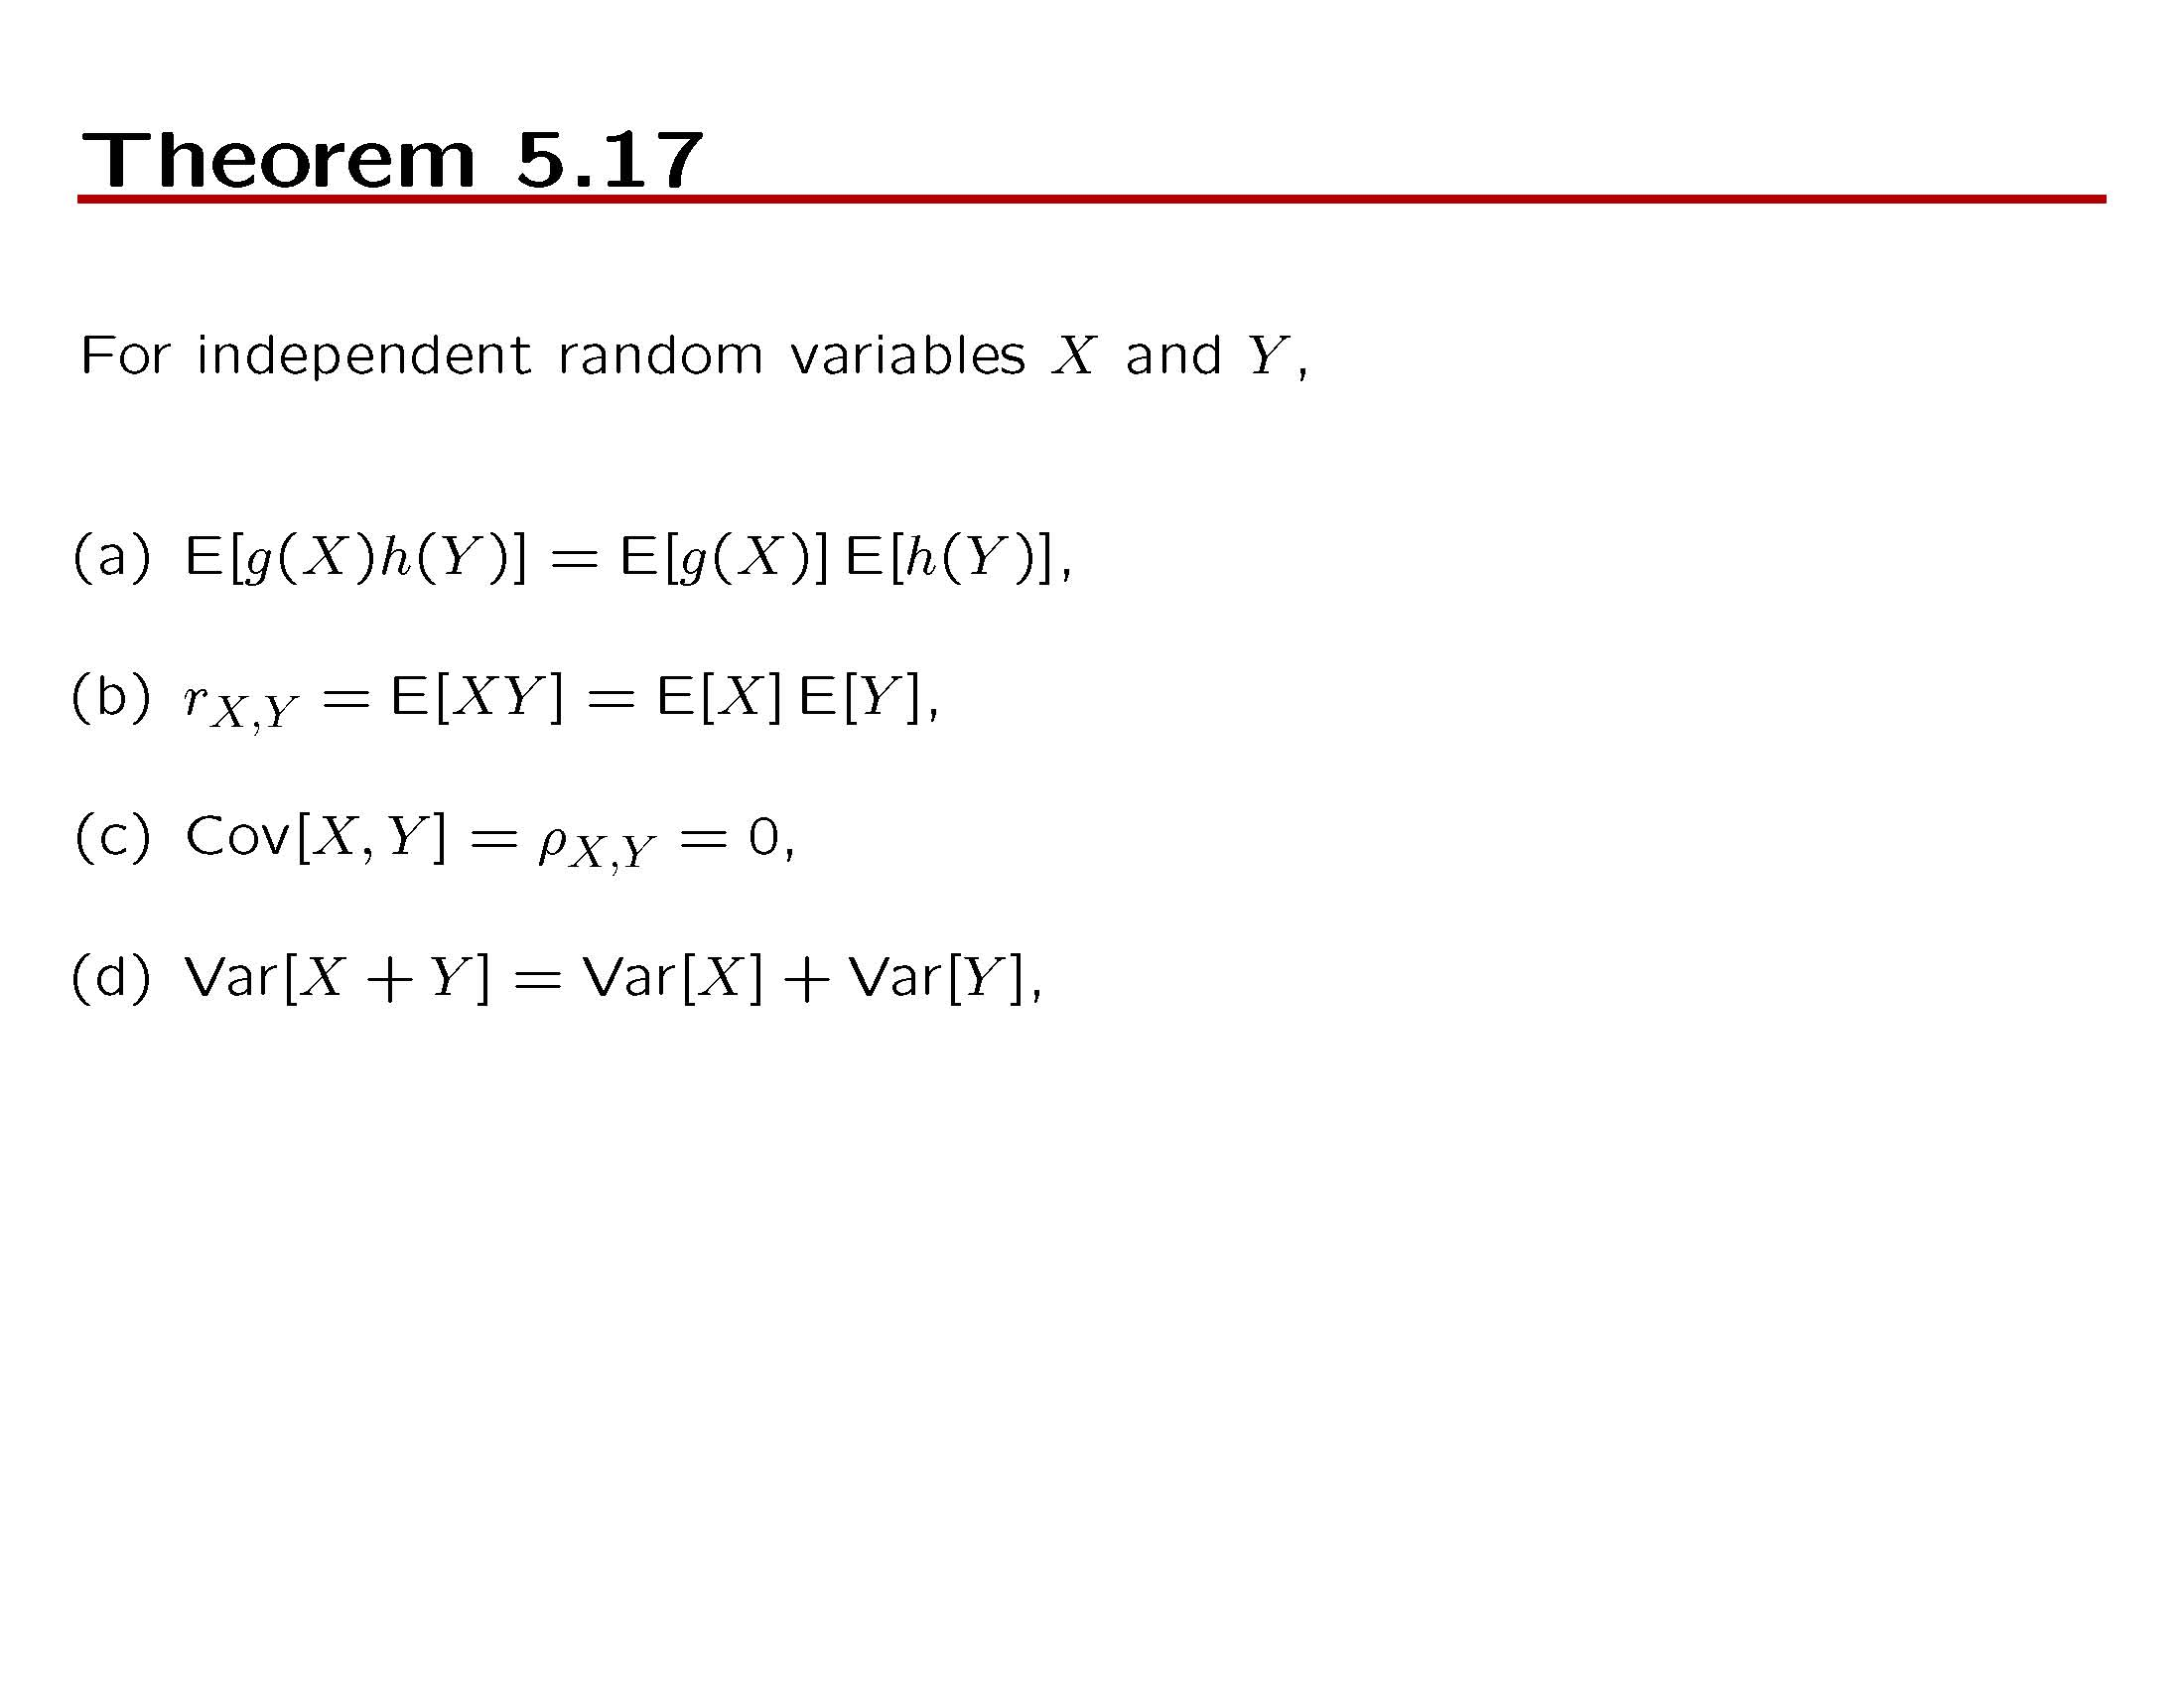 Theorem 5.17
For independent random variables X and Y,
(a) E[g(X)h(Y)] = E[g(X)] E[h(Y)],
(b) r_{X,Y} = E[XY] = E[X] E[Y],
(c) Cov[X, Y] = ρ_{X,Y} = 0,
(d) Var[X + Y] = Var[X] + Var[Y],